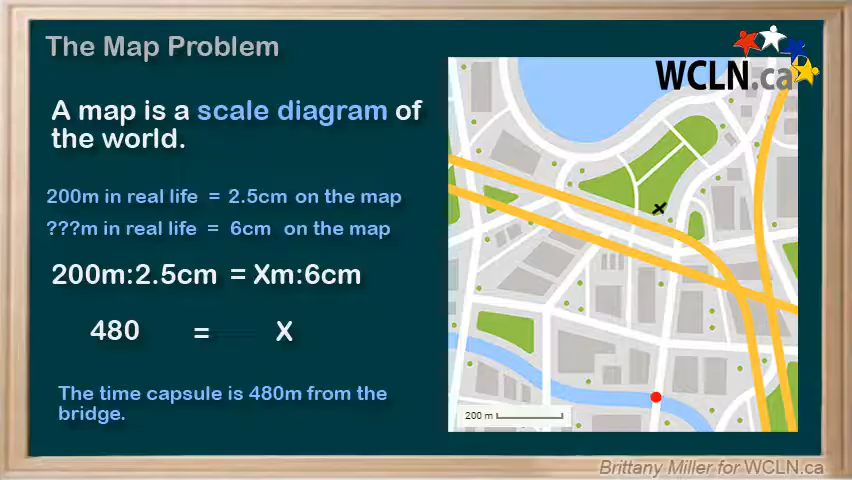 The Map Problem
WCLN.ca
A map is a scale diagram of
the world.
200m in real life = 2.5cm on the map
???m in real life = 6cm on the map
200m:2.5cm = Xm:6cm
480 = X
The time capsule is 480m from the
bridge.
200 m
Brittany Miller for WCLN.ca